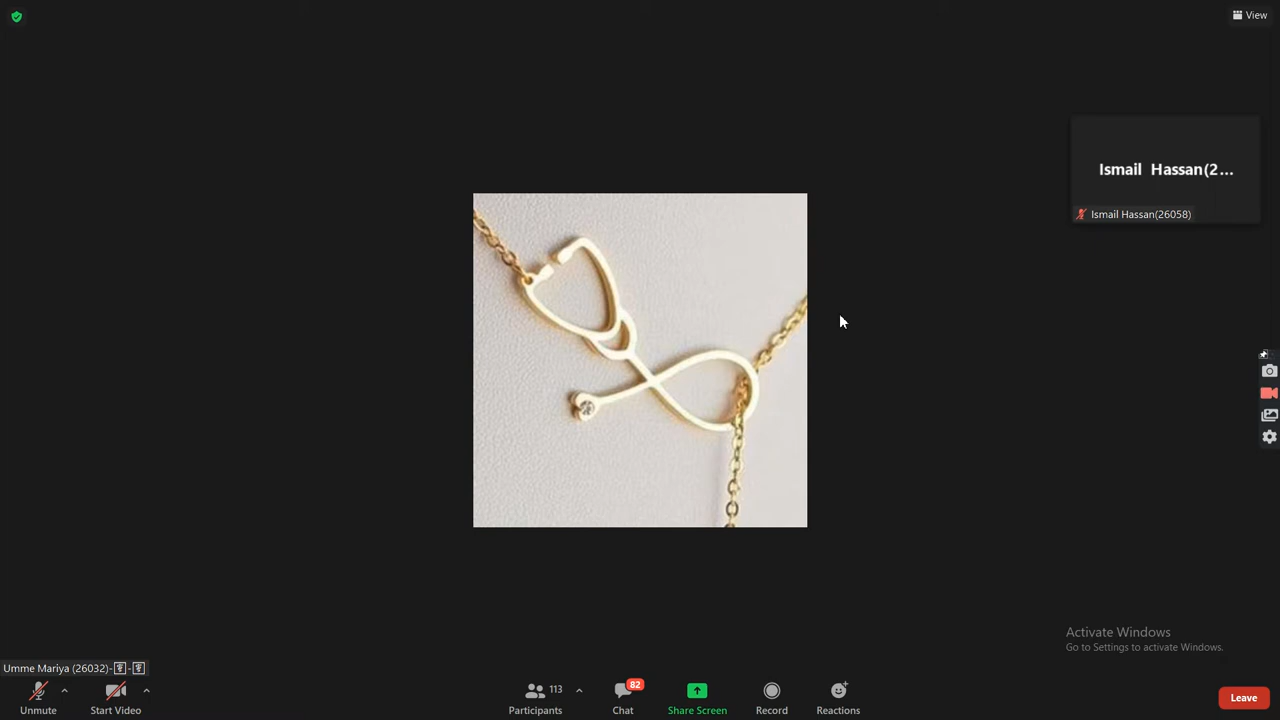 View
Ismail Hassan(2...
Ismail Hassan(26058)
Activate Windows
Go to Settings to activate Windows.
Umme Mariya (26032)-⚕-⚕
Unmute
Start Video
113
Participants
82
Chat
Share Screen
Record
Reactions
Leave